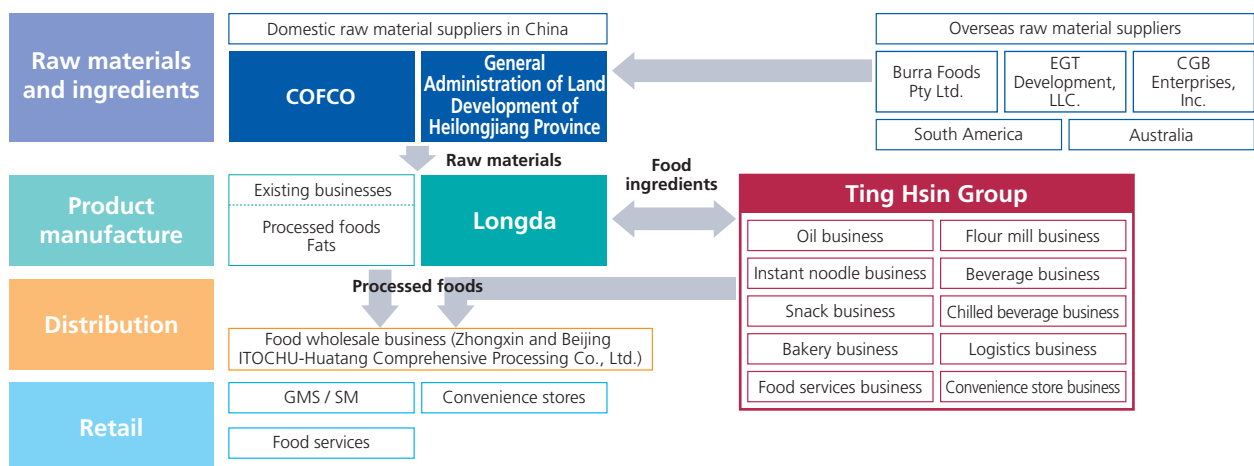 Raw materials
and ingredients
Domestic raw material suppliers in China
COFCO
General
Administration of Land
Development of
Heilongjiang Province
Overseas raw material suppliers
Burra Foods
Pty Ltd.
EGT
Development,
LLC.
CGB
Enterprises,
Inc.
South America
Australia
Raw materials
Product
manufacture
Existing businesses
Processed foods
Fats
Longda
Food
ingredients
Ting Hsin Group
Oil business
Flour mill business
Instant noodle business
Beverage business
Snack business
Chilled beverage business
Bakery business
Logistics business
Food services business
Convenience store business
Processed foods
Distribution
Food wholesale business (Zhongxin and Beijing
ITOCHU-Huatang Comprehensive Processing Co., Ltd.)
Retail
GMS / SM
Convenience stores
Food services